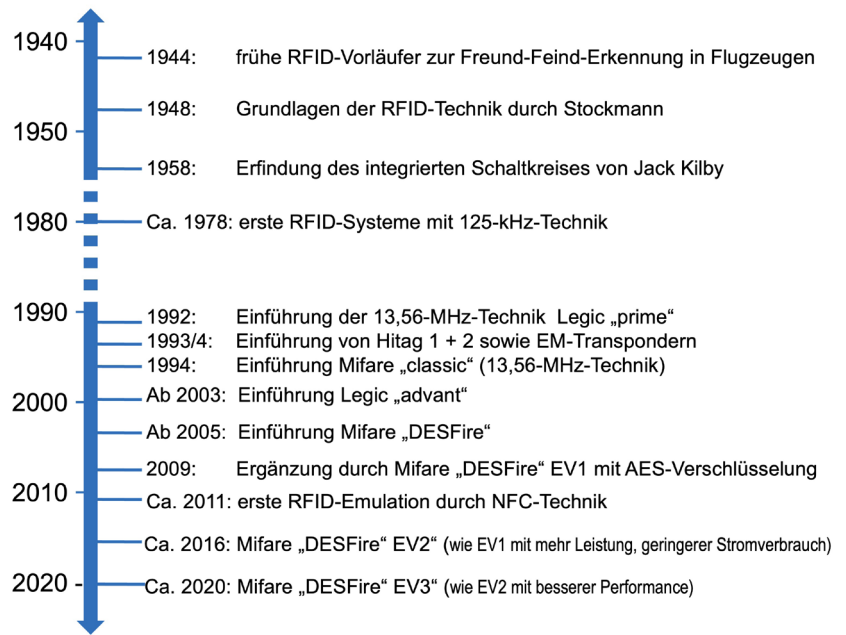 1940
1944: frühe RFID-Vorläufer zur Freund-Feind-Erkennung in Flugzeugen
1948: Grundlagen der RFID-Technik durch Stockmann
1950
1958: Erfindung des integrierten Schaltkreises von Jack Kilby
1980 Ca. 1978: erste RFID-Systeme mit 125-kHz-Technik
1990
1992: Einführung der 13,56-MHz-Technik Legic „prime“
1993/4: Einführung von Hitag 1 + 2 sowie EM-Transpondern
1994: Einführung Mifare „classic“ (13,56-MHz-Technik)
2000 Ab 2003: Einführung Legic „advant“
Ab 2005: Einführung Mifare „DESFire“
2009: Ergänzung durch Mifare „DESFire“ EV1 mit AES-Verschlüsselung
2010
Ca. 2011: erste RFID-Emulation durch NFC-Technik
Ca. 2016: Mifare „DESFire“ EV2“ (wie EV1 mit mehr Leistung, geringerer Stromverbrauch)
2020 Ca. 2020: Mifare „DESFire“ EV3“ (wie EV2 mit besserer Performance)